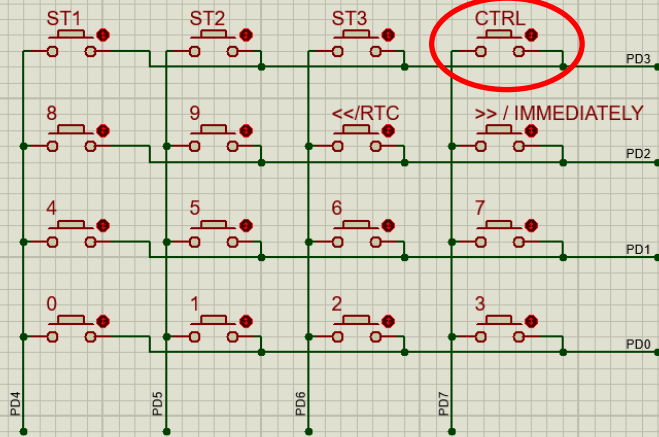 ST1 ST2 ST3 CTRL
PD3
8 9 <</RTC >> / IMMEDIATELY
PD2
4 5 6 7
PD1
0 1 2 3
PD0
PD4 PD5 PD6 PD7